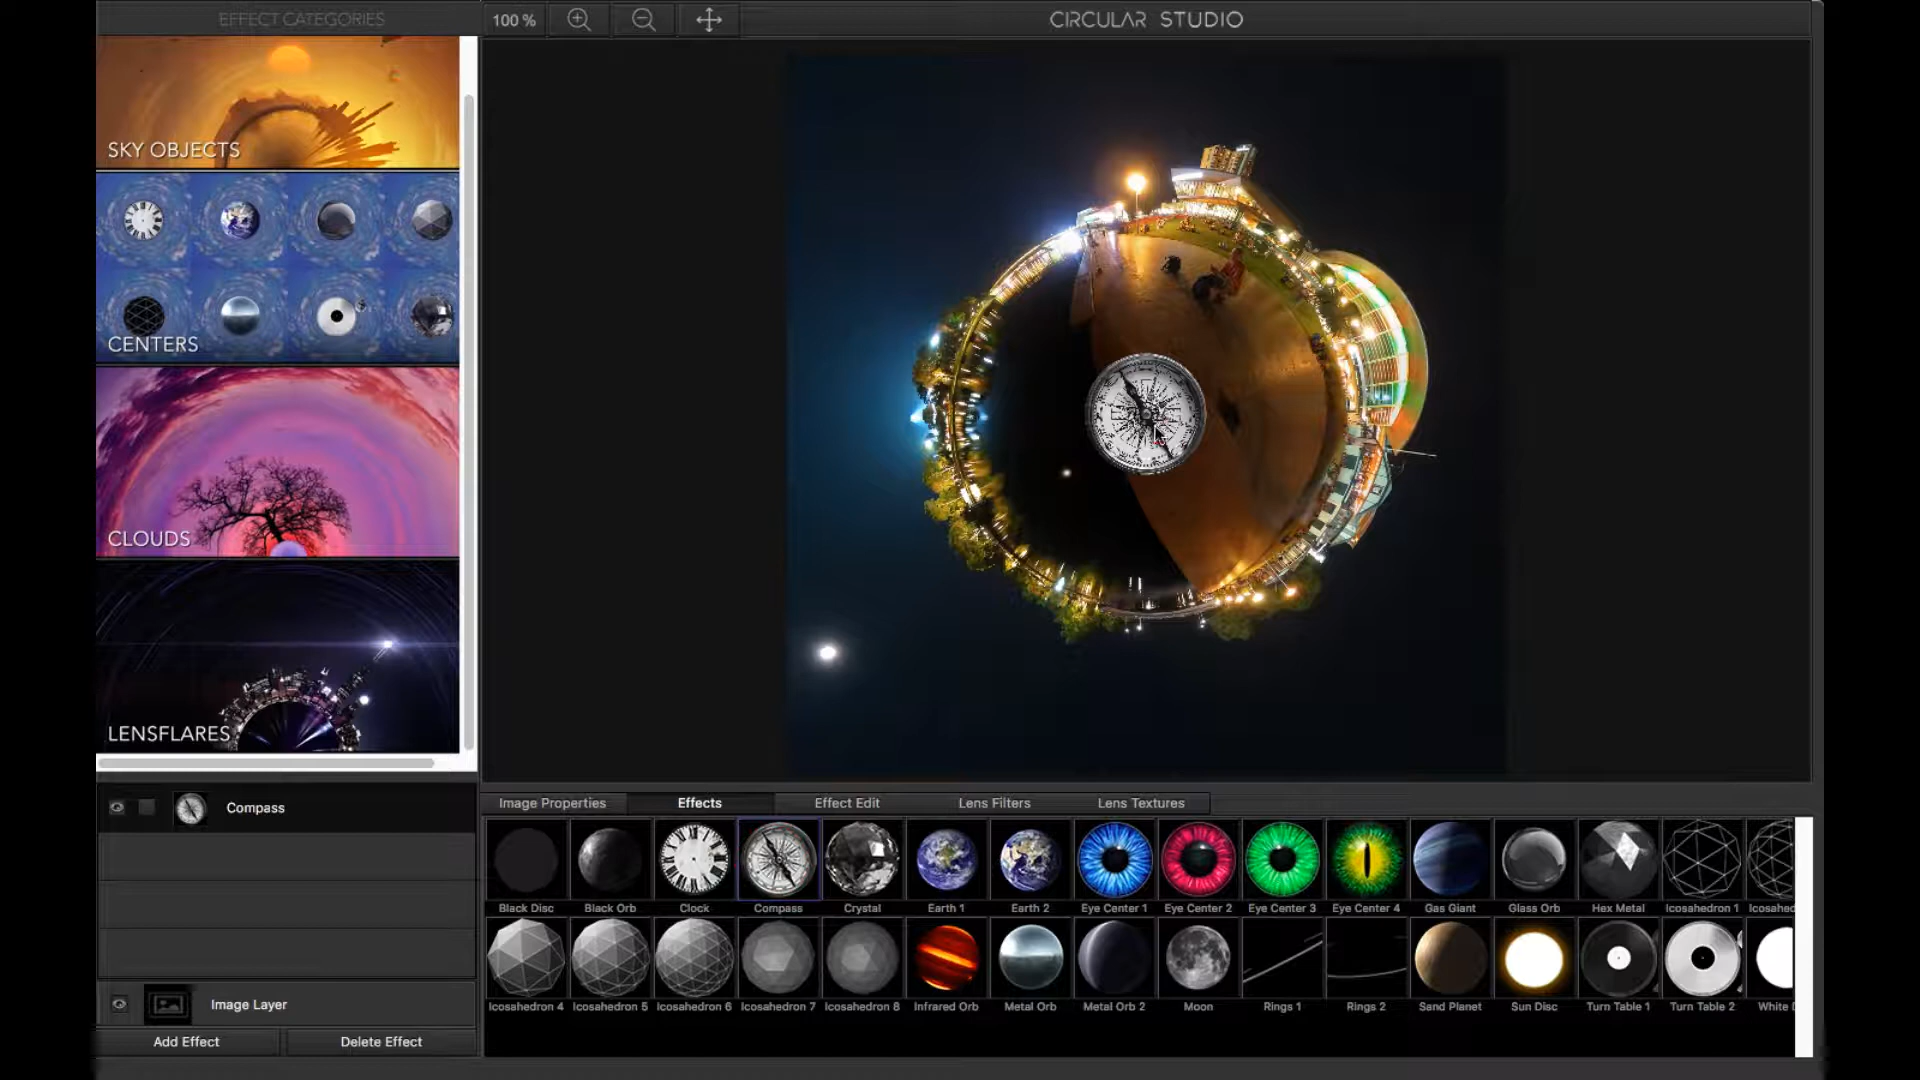 EFFECT CATEGORIES
100 %
CIRCULAR STUDIO
SKY OBJECTS
CENTERS
CLOUDS
LENSFLARES
Compass
Image Layer
Add Effect
Delete Effect
Image Properties
Effects
Effect Edit
Lens Filters
Lens Textures
Black Disc
Black Orb
Clock
Compass
Crystal
Earth 1
Earth 2
Eye Center 1
Eye Center 2
Eye Center 3
Eye Center 4
Gas Giant
Glass Orb
Hex Metal
Icosahedron 1
Icosahed
Icosahedron 4
Icosahedron 5
Icosahedron 6
Icosahedron 7
Icosahedron 8
Infrared Orb
Metal Orb
Metal Orb 2
Moon
Rings 1
Rings 2
Sand Planet
Sun Disc
Turn Table 1
Turn Table 2
White